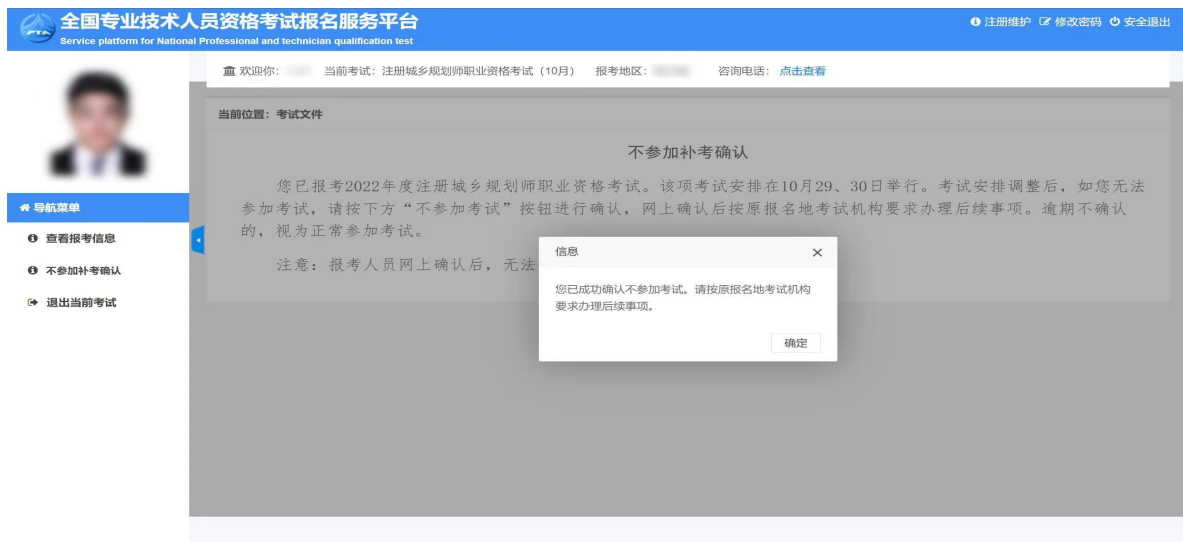 全国专业技术人员资格考试报名服务平台
Service platform for National Professional and technician qualification test
注册维护 修改密码 安全退出
欢迎你： 当前考试：注册城乡规划师职业资格考试（10月） 报考地区： 咨询电话：点击查看
当前位置：考试文件
不参加补考确认
您已报考2022年度注册城乡规划师职业资格考试。该项考试安排在10月29、30日举行。考试安排调整后，如您无法
参加考试，请按下方“不参加考试”按钮进行确认，网上确认后按原报名地考试机构要求办理后续事项。逾期不确认
的，视为正常参加考试。
注意：报考人员网上确认后，无法
导航菜单
查看报考信息
不参加补考确认
退出当前考试
信息
您已成功确认不参加考试。请按原报名地考试机构
要求办理后续事项。
确定